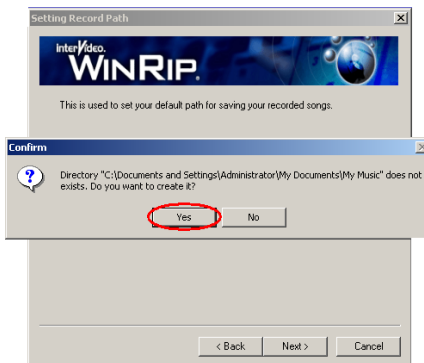 Setting Record Path
InterVideo.
WINRIP.
This is used to set your default path for saving your recorded songs.
Confirm
Directory "C:\Documents and Settings\Administrator\My Documents\My Music" does not
exists. Do you want to create it?
Yes
No
< Back
Next >
Cancel